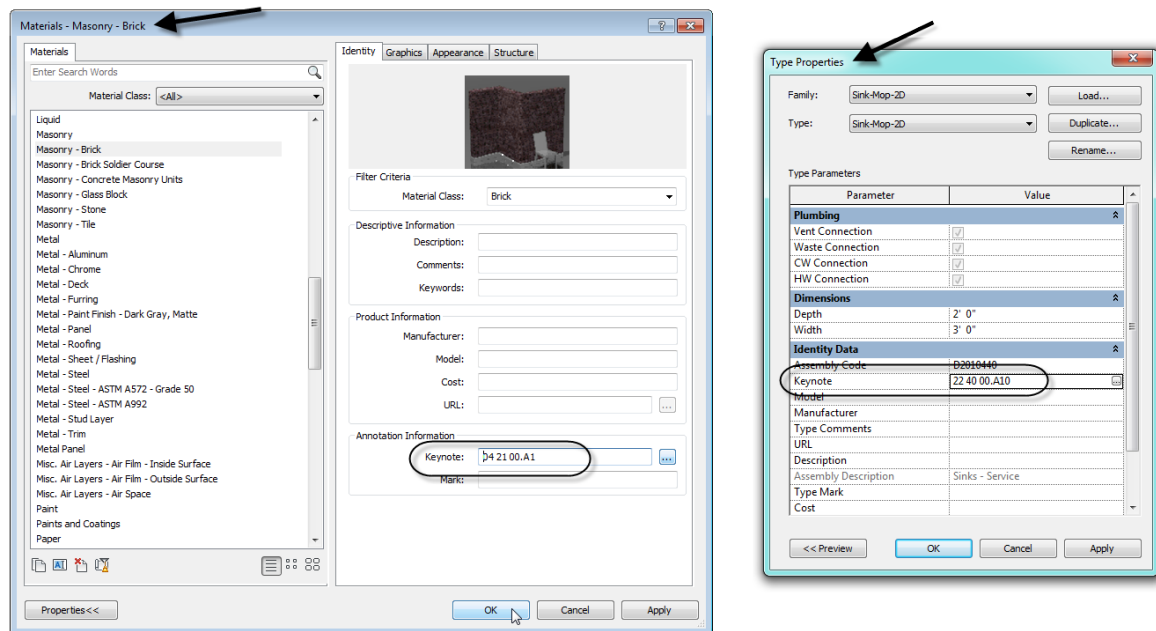 Materials - Masonry - Brick
Materials
Enter Search Words
Material Class: <All>
Liquid
Masonry
Masonry - Brick
Masonry - Brick Soldier Course
Masonry - Concrete Masonry Units
Masonry - Glass Block
Masonry - Stone
Masonry - Tile
Metal
Metal - Aluminum
Metal - Chrome
Metal - Deck
Metal - Furring
Metal - Paint Finish - Dark Gray, Matte
Metal - Panel
Metal - Roofing
Metal - Sheet / Flashing
Metal - Steel
Metal - Steel - ASTM A572 - Grade 50
Metal - Steel - ASTM A992
Metal - Stud Layer
Metal - Trim
Metal Panel
Misc. Air Layers - Air Film - Inside Surface
Misc. Air Layers - Air Film - Outside Surface
Misc. Air Layers - Air Space
Paint
Paints and Coatings
Paper
Properties<<
Identity Graphics Appearance Structure
Filter Criteria
Material Class: Brick
Descriptive Information
Description:
Comments:
Keywords:
Product Information
Manufacturer:
Model:
Cost:
URL: ...
Annotation Information
Keynote: 04 21 00.A1 ...
Mark:
OK Cancel Apply
Type Properties
Family: Sink-Mop-2D Load...
Type: Sink-Mop-2D Duplicate...
Rename...
Type Parameters
Parameter Value
Plumbing
Vent Connection
Waste Connection
CW Connection
HW Connection
Dimensions
Depth 2' 0"
Width 3' 0"
Identity Data
Assembly Code D2010440
Keynote 22 40 00.A10
Model
Manufacturer
Type Comments
URL
Description
Assembly Description Sinks - Service
Type Mark
Cost
<< Preview OK Cancel Apply